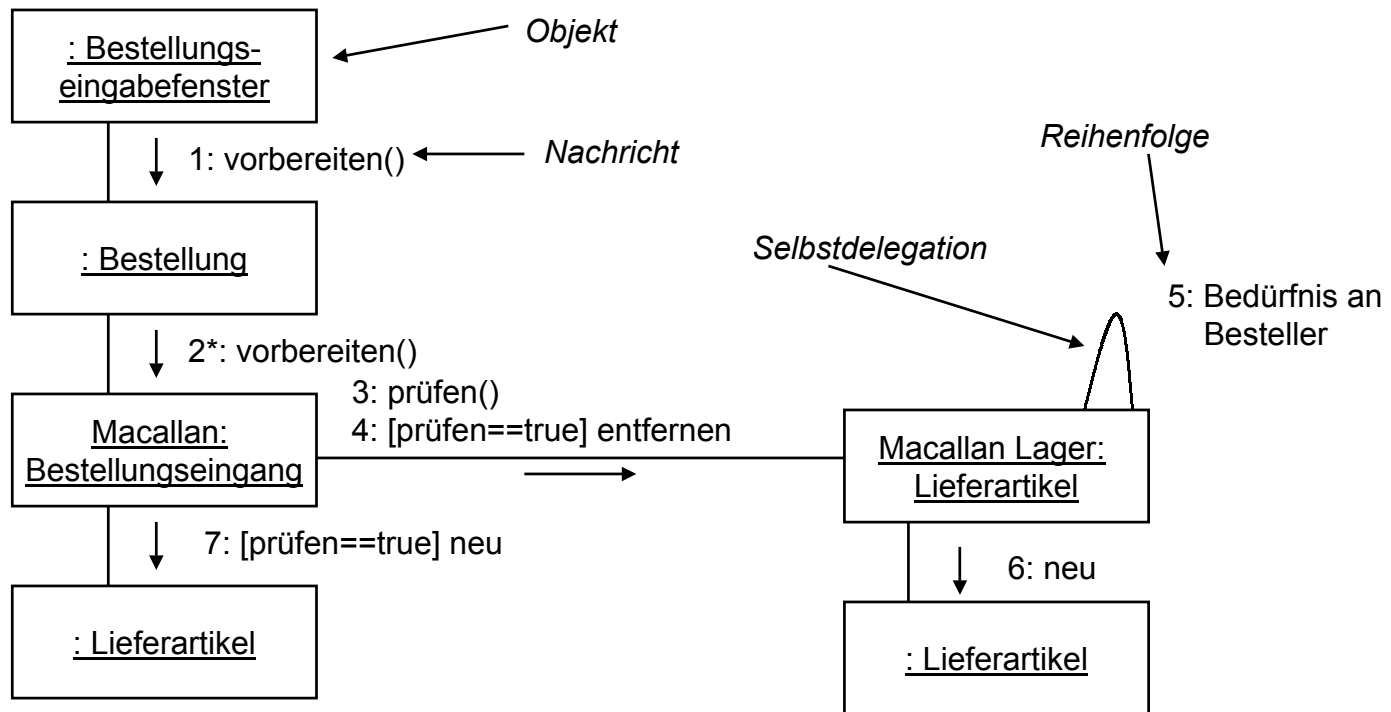 : Bestellungs-
eingabefenster
Objekt
1: vorbereiten()
Nachricht
Reihenfolge
: Bestellung
Selbstdelegation
5: Bedürfnis an
Besteller
2*: vorbereiten()
3: prüfen()
4: [prüfen==true] entfernen
Macallan:
Bestellungseingang
Macallan Lager:
Lieferartikel
7: [prüfen==true] neu
6: neu
: Lieferartikel
: Lieferartikel